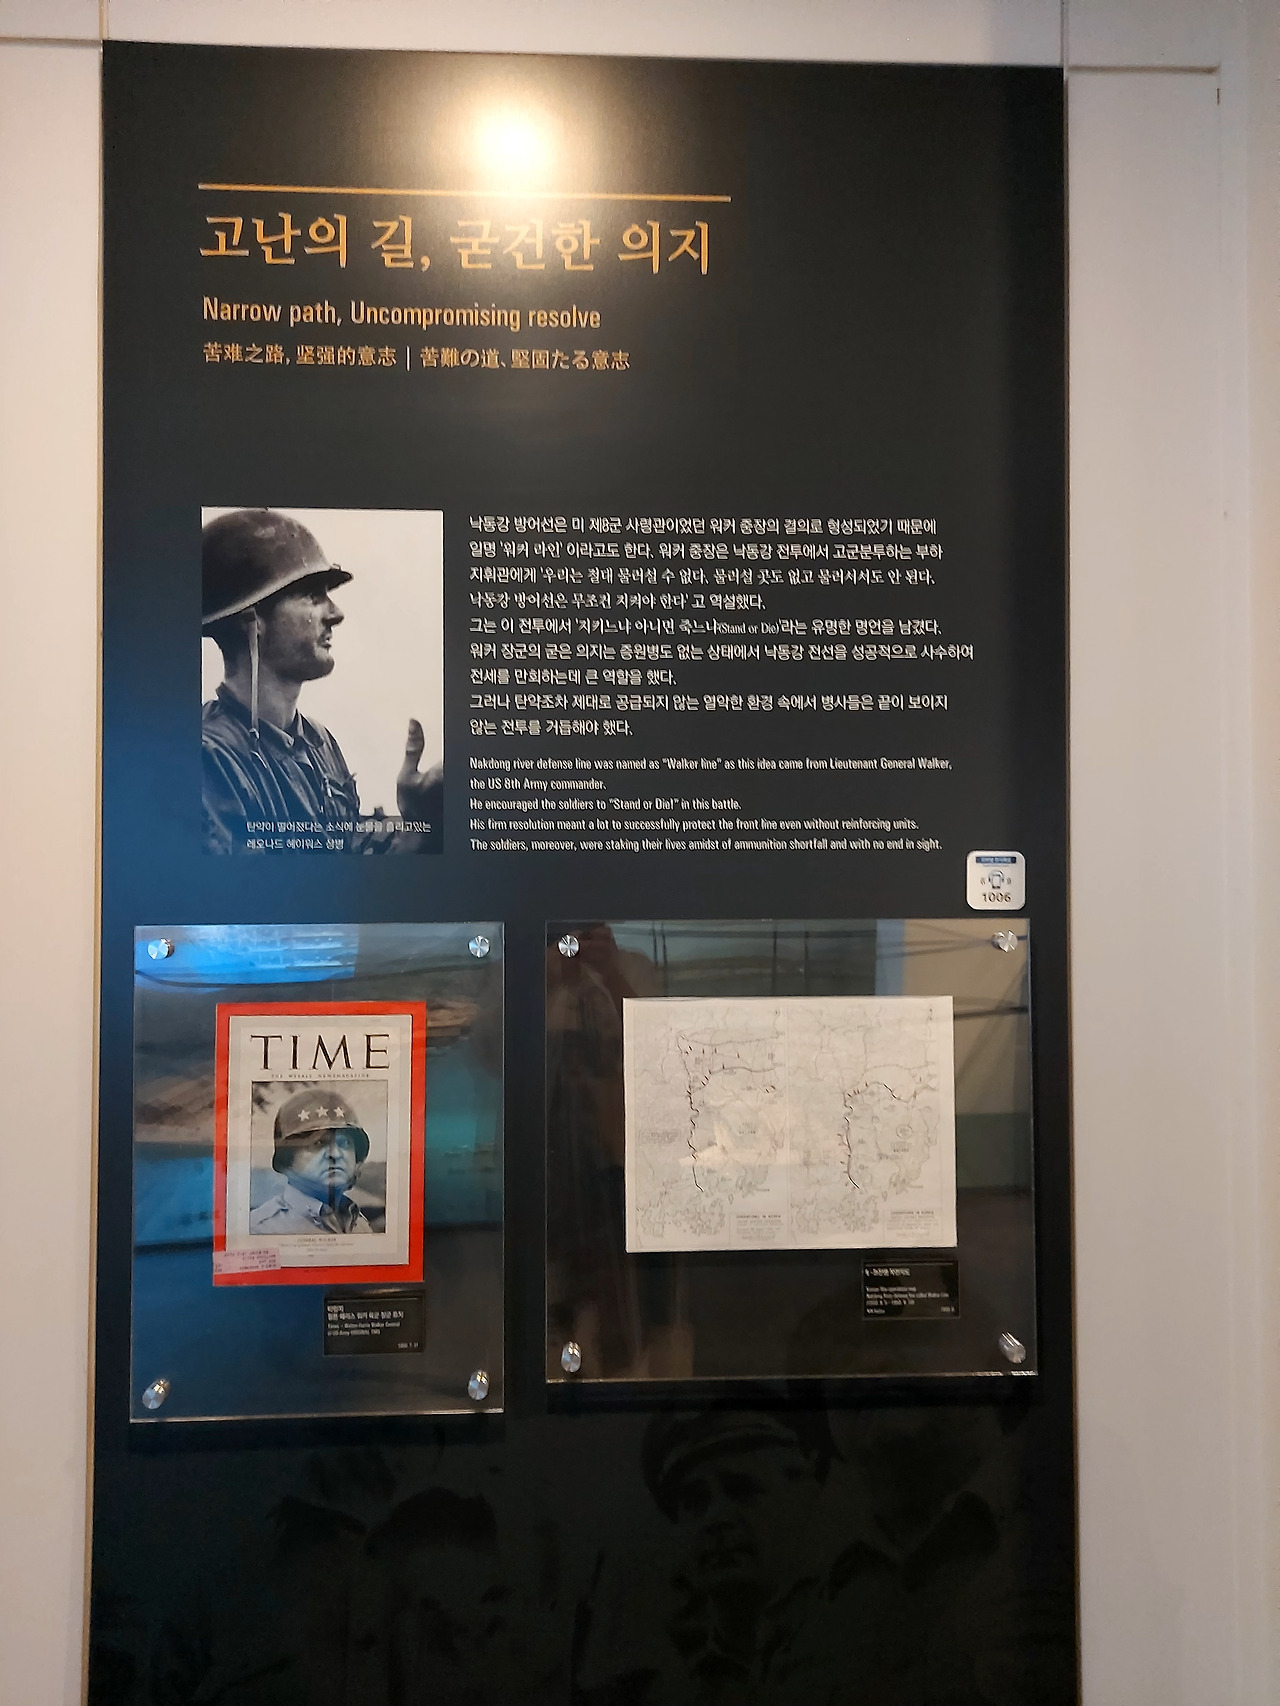 고난의 길, 굳건한 의지
Narrow path, Uncompromising resolve
苦难之路, 坚强的意志 | 苦難の道、堅固たる意志
낙동강 방어선은 미 제8군 사령관이었던 워커 중장의 결의로 형성되었기 때문에
일명 '워커 라인' 이라고도 한다. 워커 중장은 낙동강 전투에서 고군분투하는 부하
지휘관에게 '우리는 절대 물러설 수 없다. 물러설 곳도 없고 물러서서도 안 된다.
낙동강 방어선은 무조건 지켜야 한다' 고 역설했다.
그는 이 전투에서 '지키느냐 아니면 죽느냐(Stand or Die)'라는 유명한 명언을 남겼다.
워커 장군의 굳은 의지는 증원병도 없는 상태에서 낙동강 전선을 성공적으로 사수하여
전세를 만회하는데 큰 역할을 했다.
그러나 탄약조차 제대로 공급되지 않는 열악한 환경 속에서 병사들은 끝이 보이지
않는 전투를 거듭해야 했다.
Nakdong river defense line was named as "Walker line" as this idea came from Lieutenant General Walker,
the US 8th Army commander.
He encouraged the soldiers to "Stand or Die!" in this battle.
His firm resolution meant a lot to successfully protect the front line even without reinforcing units.
The soldiers, moreover, were staking their lives amidst of ammunition shortfall and with no end in sight.
탄약이 떨어졌다는 소식에 눈물을 흘리고있는
레오나드 헤이워스 상병
6 9
1006
TIME
THE WEEKLY NEWSMAGAZINE
GENERAL WALKER